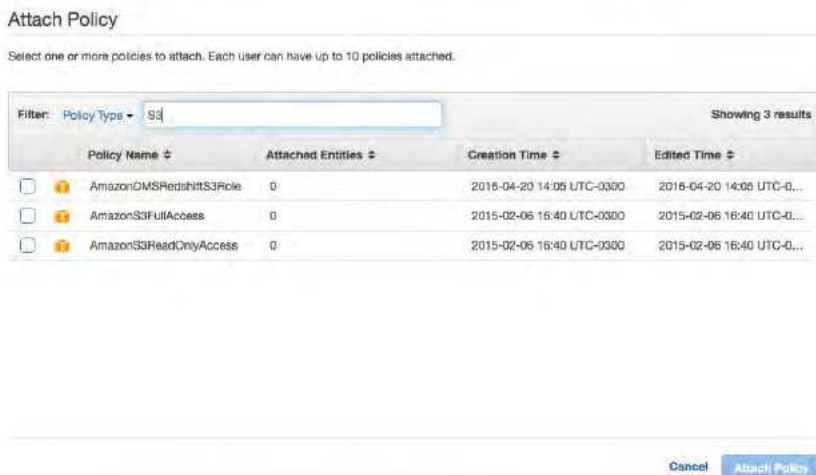 Attach Policy
Select one or more policies to attach. Each user can have up to 10 policies attached.
Filter: Policy Type S3 Showing 3 results
Policy Name Attached Entities Creation Time Edited Time
AmazonDMSRedshiftS3Role 0 2016-04-20 14:05 UTC-0300 2016-04-20 14:05 UTC-0...
AmazonS3FullAccess 0 2015-02-06 16:40 UTC-0300 2015-02-06 16:40 UTC-0...
AmazonS3ReadOnlyAccess 0 2015-02-06 16:40 UTC-0300 2015-02-06 16:40 UTC-0...
Cancel Attach Policy